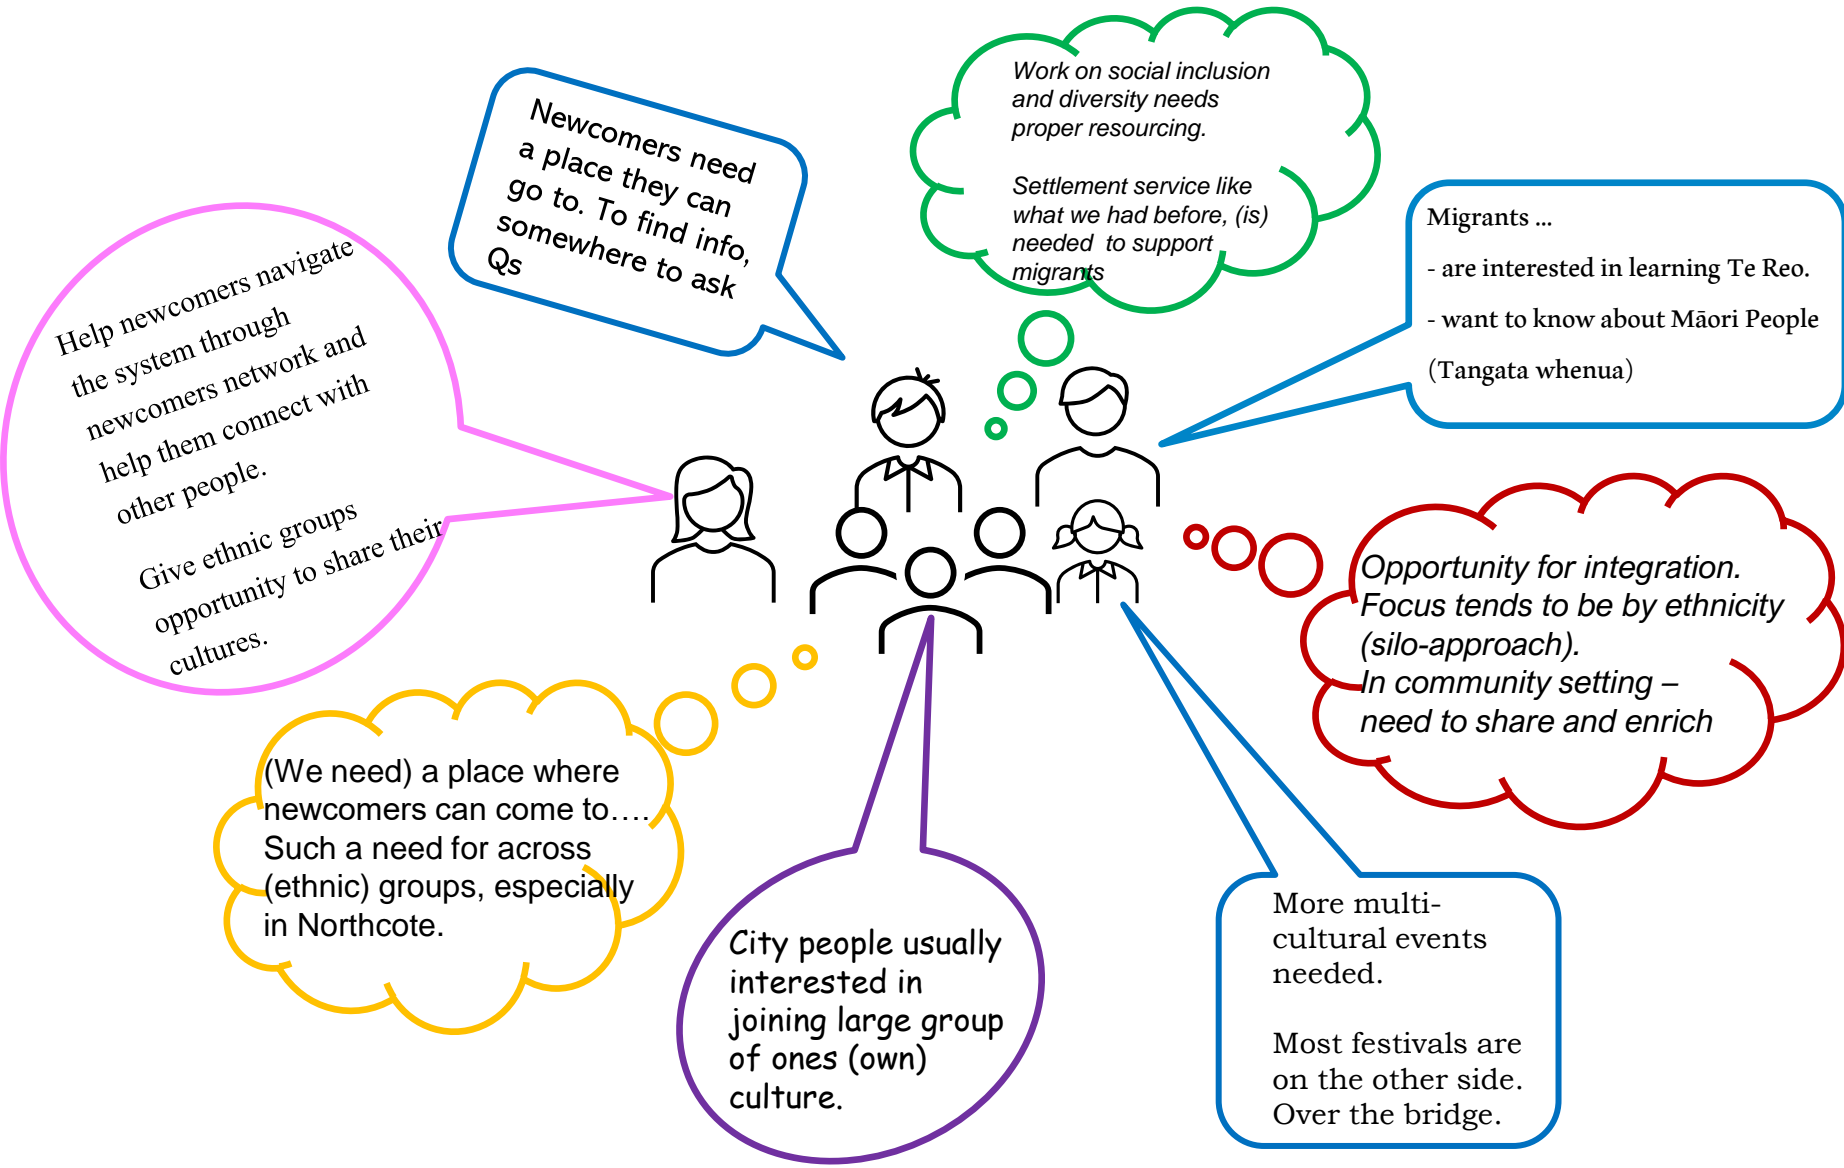 Work on social inclusion
and diversity needs
proper resourcing.
Settlement service like
what we had before, (is)
needed to support
migrants
Newcomers need
a place they can
go to. To find info,
somewhere to ask
Qs
Migrants ...
- are interested in learning Te Reo.
- want to know about Māori People
(Tangata whenua)
Help newcomers navigate
the system through
newcomers network and
help them connect with
other people.
Give ethnic groups
opportunity to share their
cultures.
Opportunity for integration.
Focus tends to be by ethnicity
(silo-approach).
In community setting –
need to share and enrich
(We need) a place where
newcomers can come to….
Such a need for across
(ethnic) groups, especially
in Northcote.
City people usually
interested in
joining large group
of ones (own)
culture.
More multi-
cultural events
needed.
Most festivals are
on the other side.
Over the bridge.